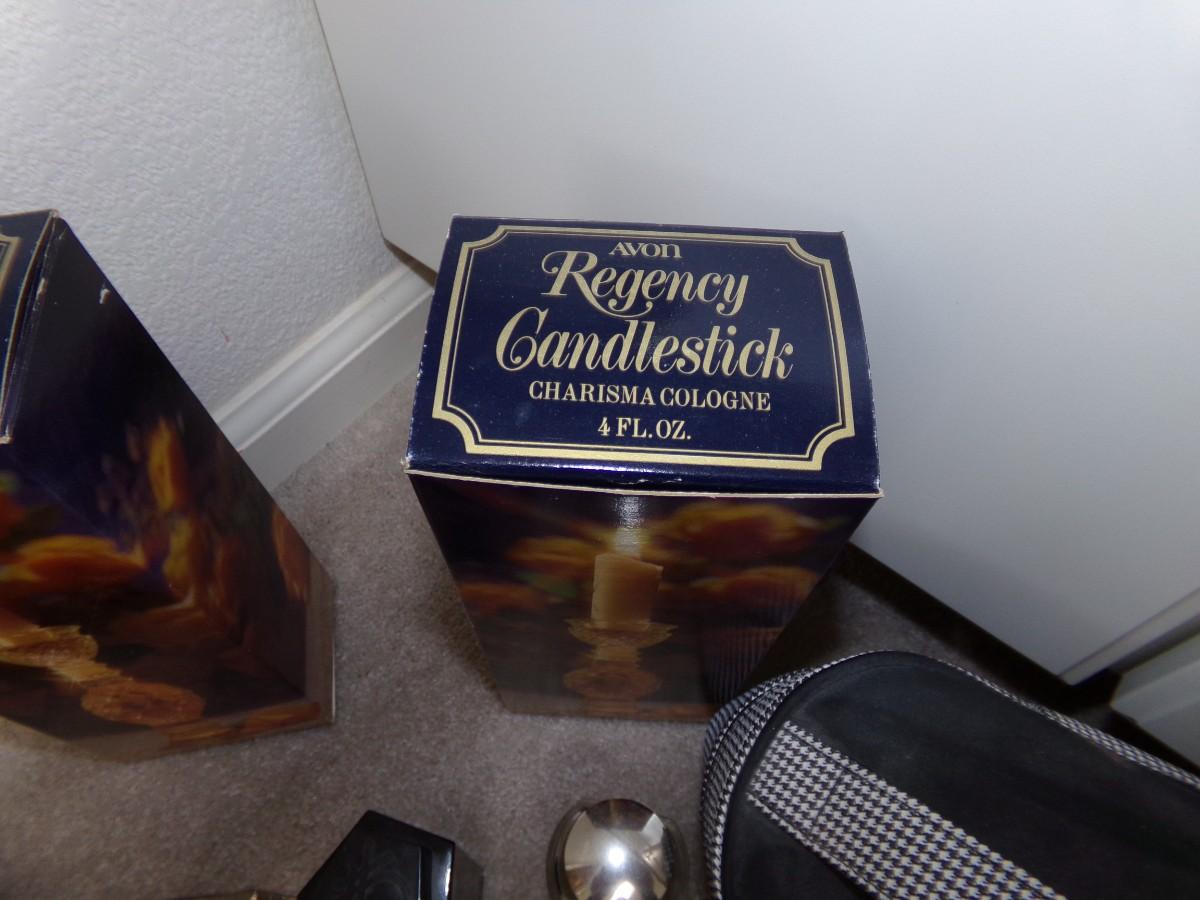 AVON
Regency
Candlestick
CHARISMA COLOGNE
4 FL. OZ.